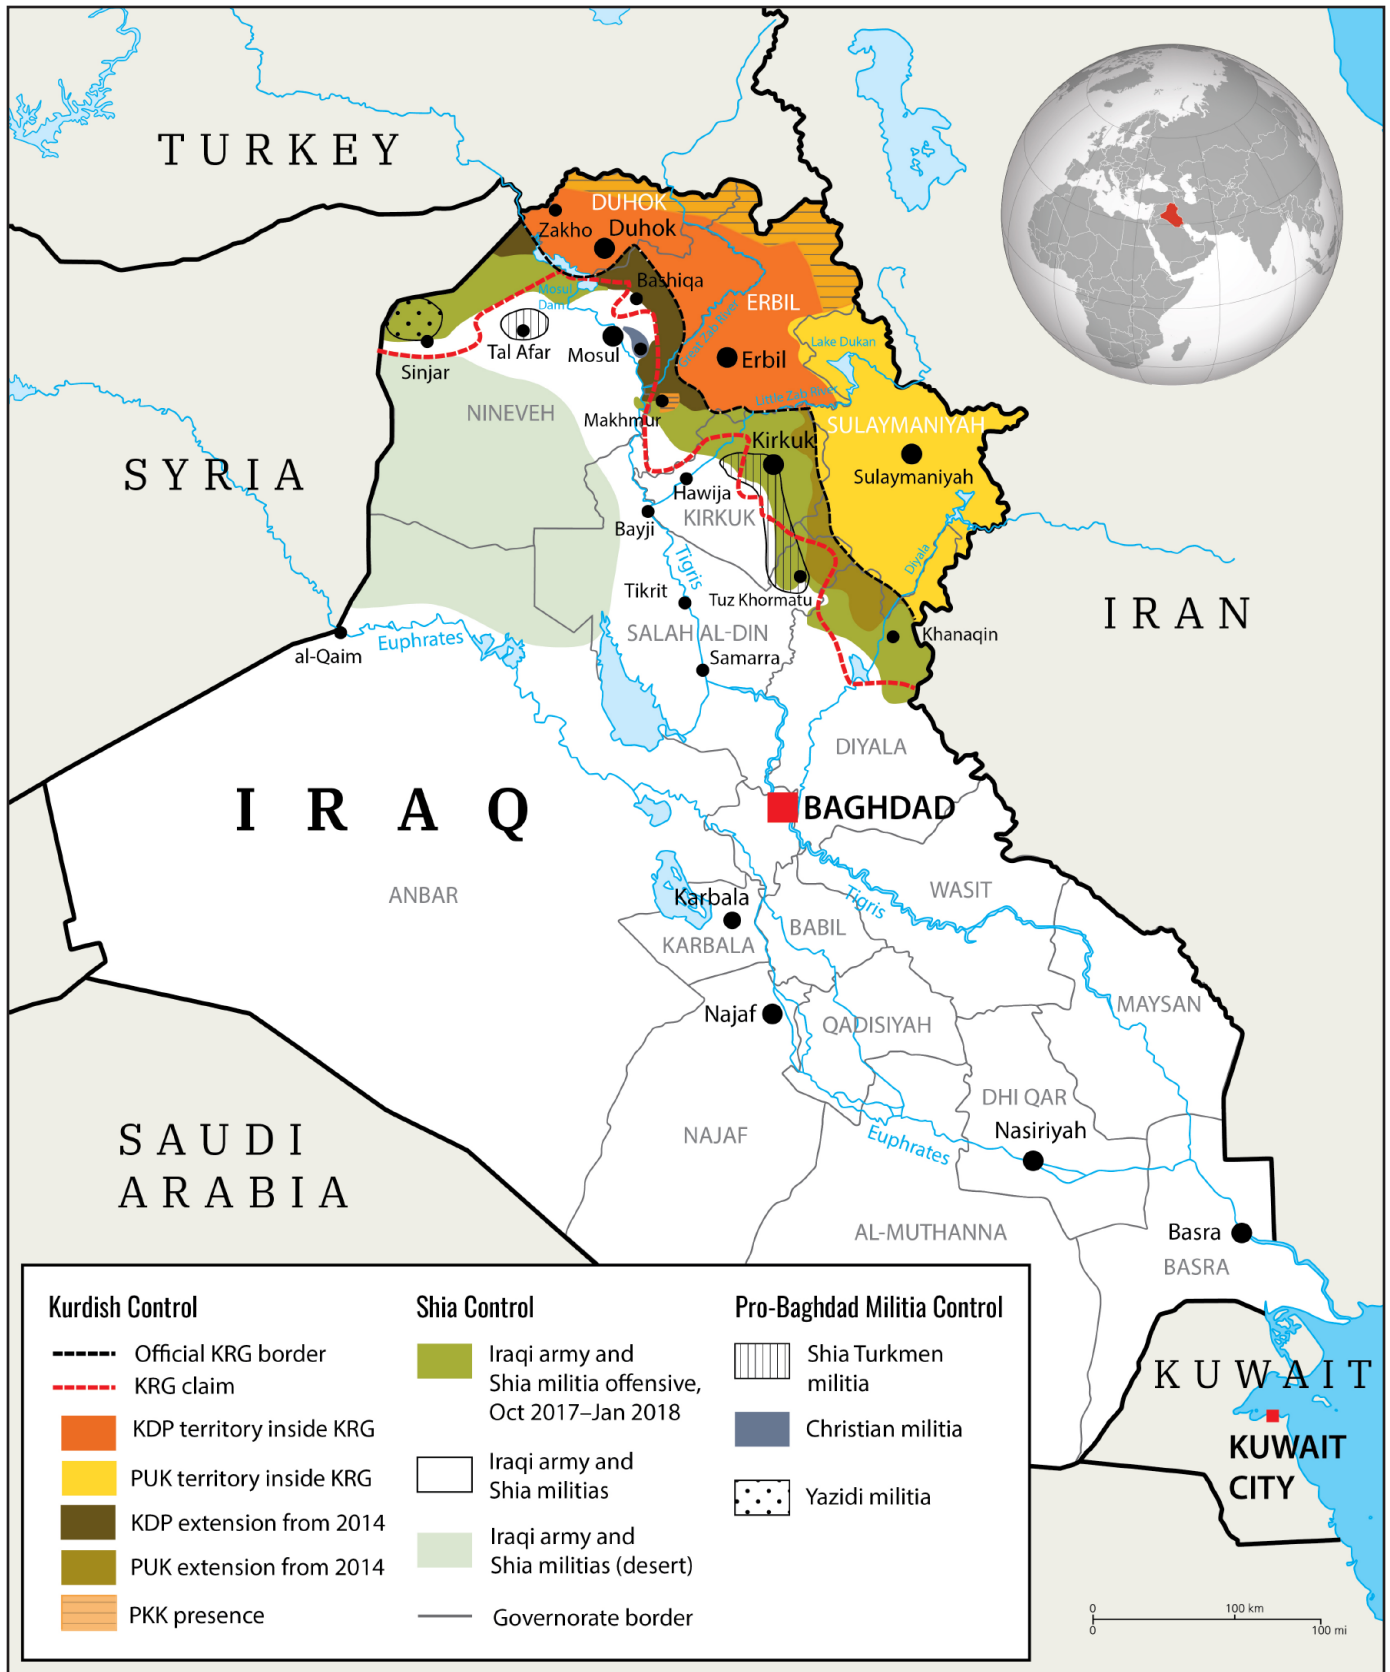 TURKEY
DUHOK
Zakho
Duhok
Bashiqa
Mosul
Dam
ERBIL
Great Zab River
Lake Dukan
Tal Afar
Mosul
Erbil
Sinjar
Little Zab River
NINEVEH
Makhmur
SULAYMANIYAH
Kirkuk
SYRIA
Sulaymaniyah
Hawija
KIRKUK
Bayji
Tigris
Diyala
Tikrit
Tuz Khormatu
IRAN
SALAH AL-DIN
Khanaqin
Euphrates
al-Qaim
Samarra
DIYALA
IRAQ
BAGHDAD
ANBAR
Karbala
Tigris
WASIT
KARBALA
BABIL
MAYSAN
Najaf
QADISIYAH
DHI QAR
NAJAF
Nasiriyah
Euphrates
SAUDI
ARABIA
AL-MUTHANNA
Basra
BASRA
KUWAIT
KUWAIT
CITY
Kurdish Control
Official KRG border
KRG claim
KDP territory inside KRG
PUK territory inside KRG
KDP extension from 2014
PUK extension from 2014
PKK presence
Shia Control
Iraqi army and
Shia militia offensive,
Oct 2017–Jan 2018
Iraqi army and
Shia militias
Iraqi army and
Shia militias (desert)
Governorate border
Pro-Baghdad Militia Control
Shia Turkmen
militia
Christian militia
Yazidi militia
0 100 km
0 100 mi